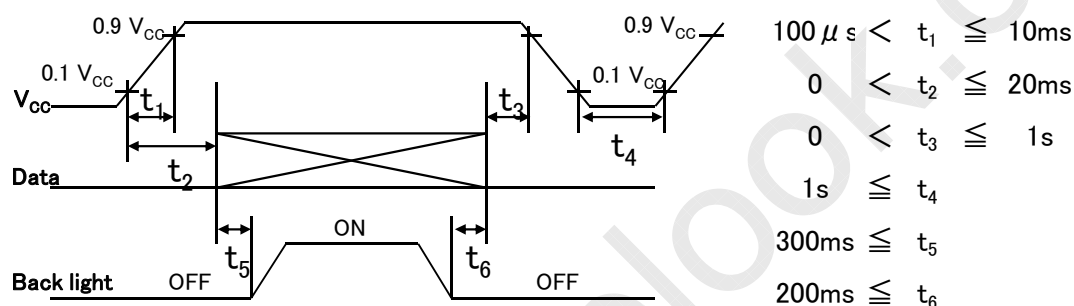 0.9 VCC
0.9 VCC
100μs < t1 ≦ 10ms
0.1 VCC
0.1 VCC
0 < t2 ≦ 20ms
VCC
t1
t3
t4
0 < t3 ≦ 1s
Data
t2
1s ≦ t4
ON
t5
t6
300ms ≦ t5
Back light
OFF
OFF
200ms ≦ t6